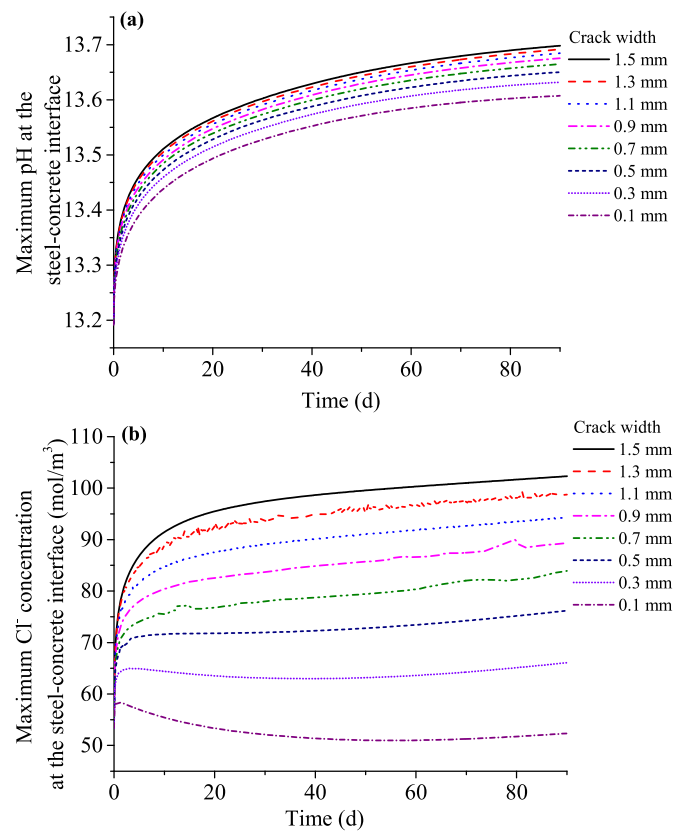 (a)
Crack width
1.5 mm
1.3 mm
1.1 mm
0.9 mm
0.7 mm
0.5 mm
0.3 mm
0.1 mm
Maximum pH at the
steel-concrete interface
13.7
13.6
13.5
13.4
13.3
13.2
0 20 40 60 80
Time (d)
(b)
Crack width
1.5 mm
1.3 mm
1.1 mm
0.9 mm
0.7 mm
0.5 mm
0.3 mm
0.1 mm
Maximum Cl⁻ concentration
at the steel-concrete interface (mol/m³)
110
100
90
80
70
60
50
0 20 40 60 80
Time (d)